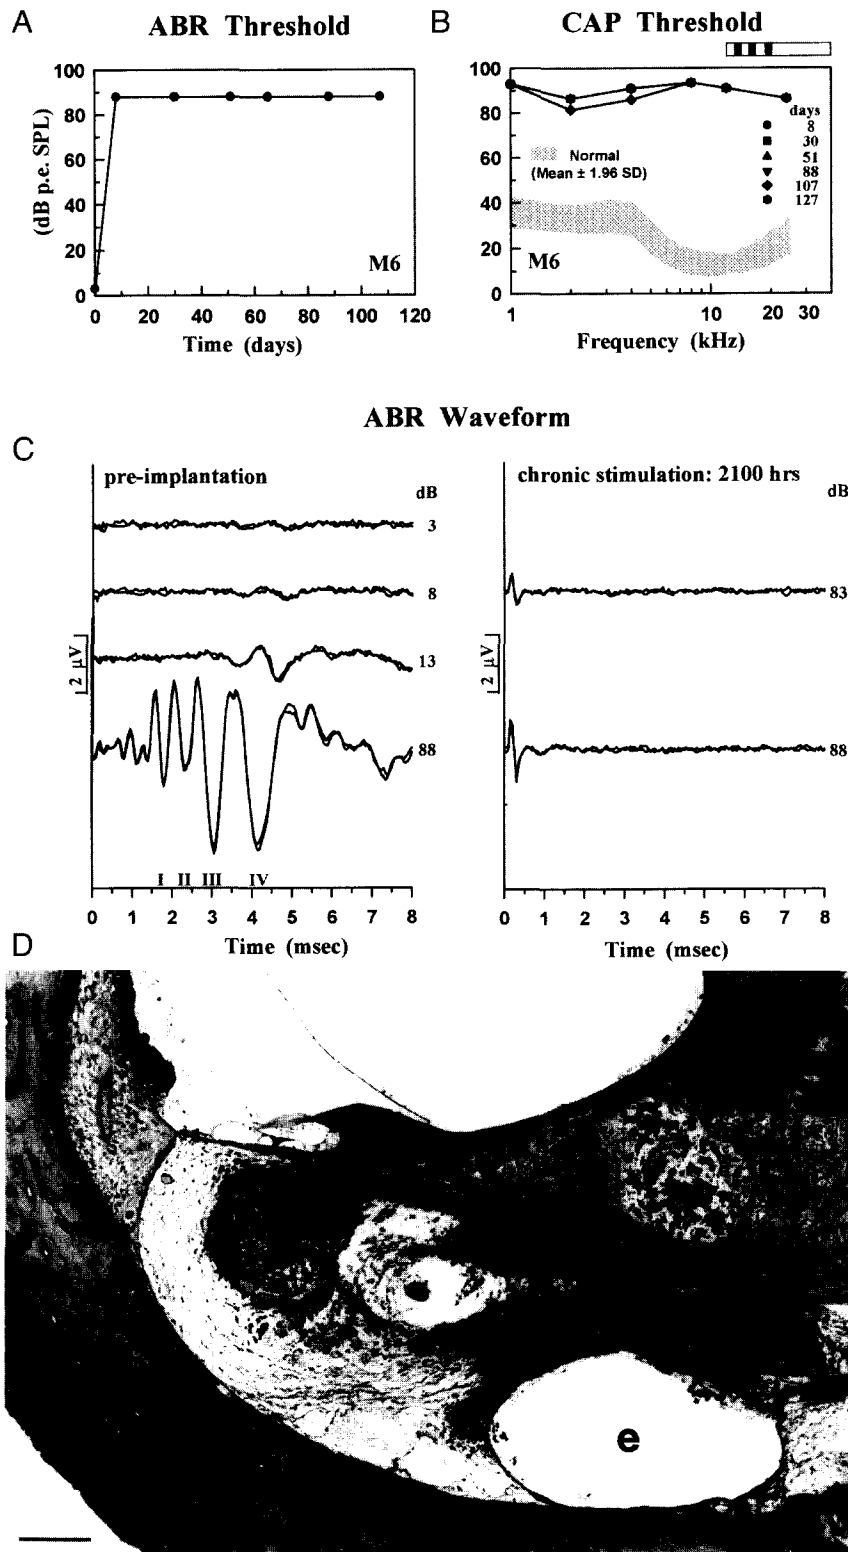 A
ABR Threshold
100
80
60
40
20
0
(dB p.e. SPL)
M6
0 20 40 60 80 100 120
Time (days)
B
CAP Threshold
100
80
60
40
20
0
Normal
(Mean ± 1.96 SD)
days
8
30
51
88
107
127
M6
1 10 20 30
Frequency (kHz)
ABR Waveform
C
pre-implantation
dB
3
8
13
88
2 μV
I II III IV
0 1 2 3 4 5 6 7 8
Time (msec)
chronic stimulation: 2100 hrs
dB
83
88
2 μV
0 1 2 3 4 5 6 7 8
Time (msec)
D
e